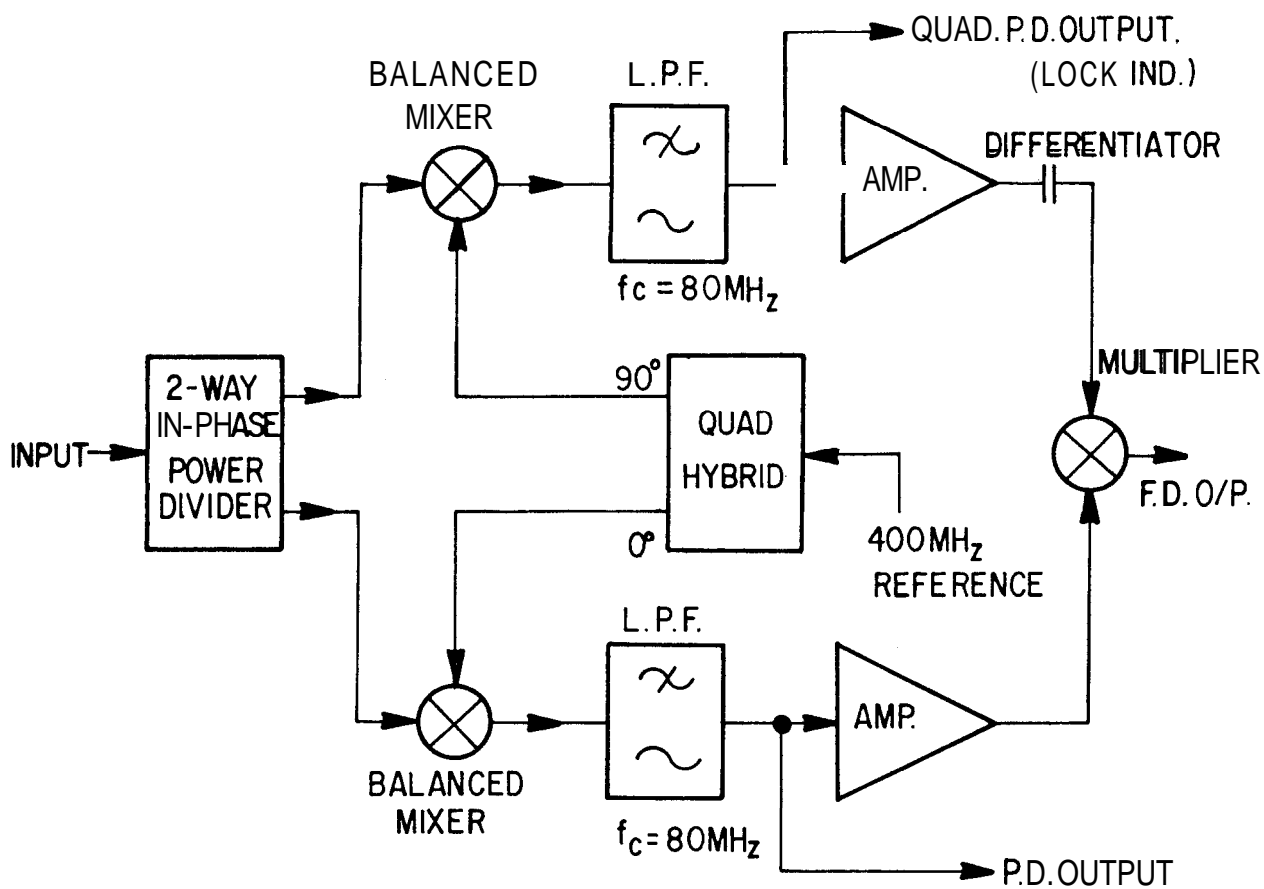 QUAD. P.D. OUTPUT.
(LOCK IND.)
BALANCED
MIXER
L.P.F.
DIFFERENTIATOR
AMP.
fc = 80MHz
90°
MULTIPLIER
2-WAY
IN-PHASE
POWER
DIVIDER
QUAD
HYBRID
INPUT
F.D. O/P.
0°
400MHz
REFERENCE
L.P.F.
AMP.
BALANCED
MIXER
fc = 80MHz
P.D. OUTPUT